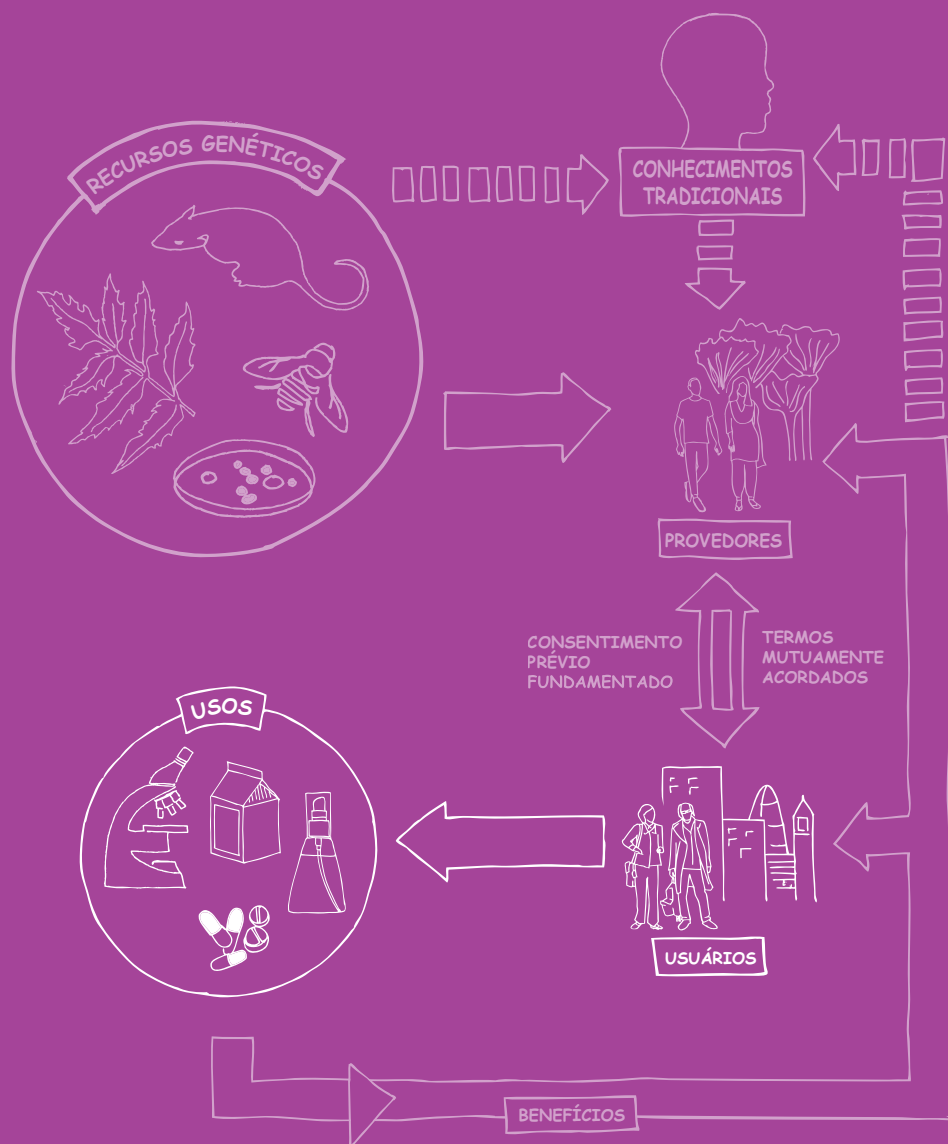 RECURSOS GENÉTICOS
CONHECIMENTOS
TRADICIONAIS
PROVEDORES
CONSENTIMENTO
PRÉVIO
FUNDAMENTADO
TERMOS
MUTUAMENTE
ACORDADOS
USOS
USUÁRIOS
BENEFÍCIOS